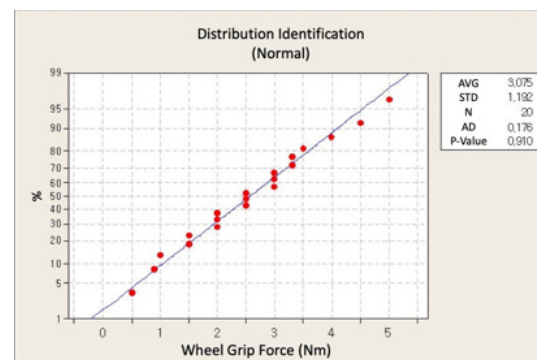 Distribution Identification
(Normal)
99
95
90
80
70
60
50
40
30
20
10
5
1
%
0 1 2 3 4 5
Wheel Grip Force (Nm)
AVG 3,075
STD 1,192
N 20
AD 0,176
P-Value 0,910